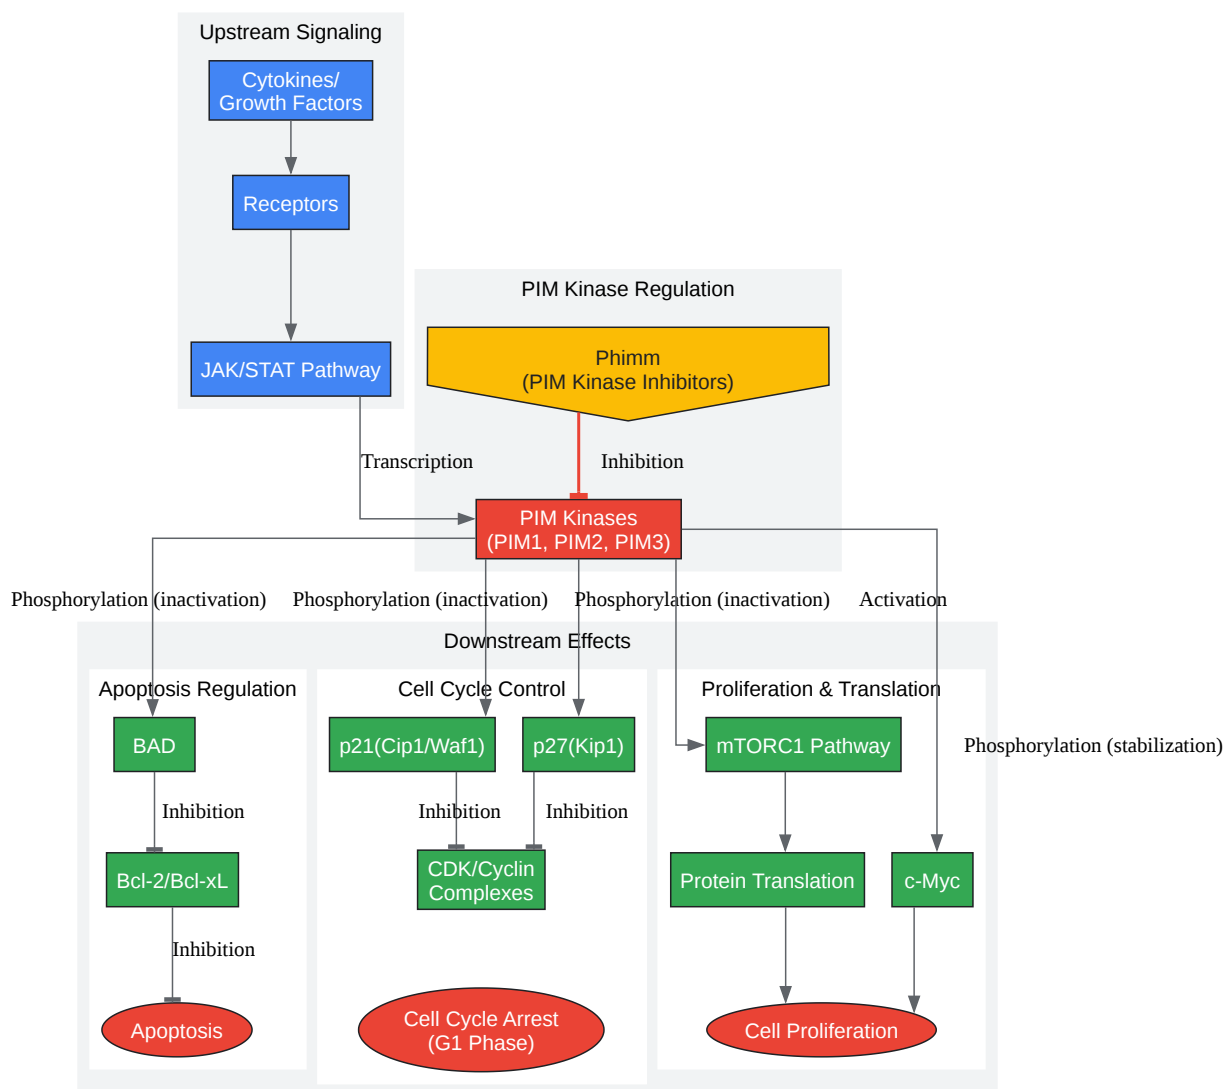 Upstream Signaling
Cytokines/
Growth Factors
Receptors
PIM Kinase Regulation
Phimm
(PIM Kinase Inhibitors)
JAK/STAT Pathway
Transcription
Inhibition
PIM Kinases
(PIM1, PIM2, PIM3)
Phosphorylation (inactivation)
Phosphorylation (inactivation)
Phosphorylation (inactivation)
Activation
Downstream Effects
Apoptosis Regulation
Cell Cycle Control
Proliferation & Translation
BAD
p21(Cip1/Waf1)
p27(Kip1)
mTORC1 Pathway
Phosphorylation (stabilization)
Inhibition
Inhibition
Inhibition
Bcl-2/Bcl-xL
CDK/Cyclin
Complexes
Protein Translation
c-Myc
Inhibition
Apoptosis
Cell Cycle Arrest
(G1 Phase)
Cell Proliferation